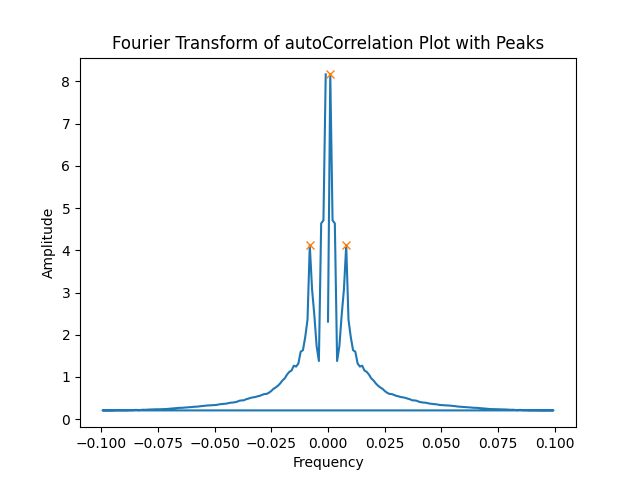 Fourier Transform of autoCorrelation Plot with Peaks
8
7
6
5
4
3
2
1
0
Amplitude
−0.100 −0.075 −0.050 −0.025 0.000 0.025 0.050 0.075 0.100
Frequency